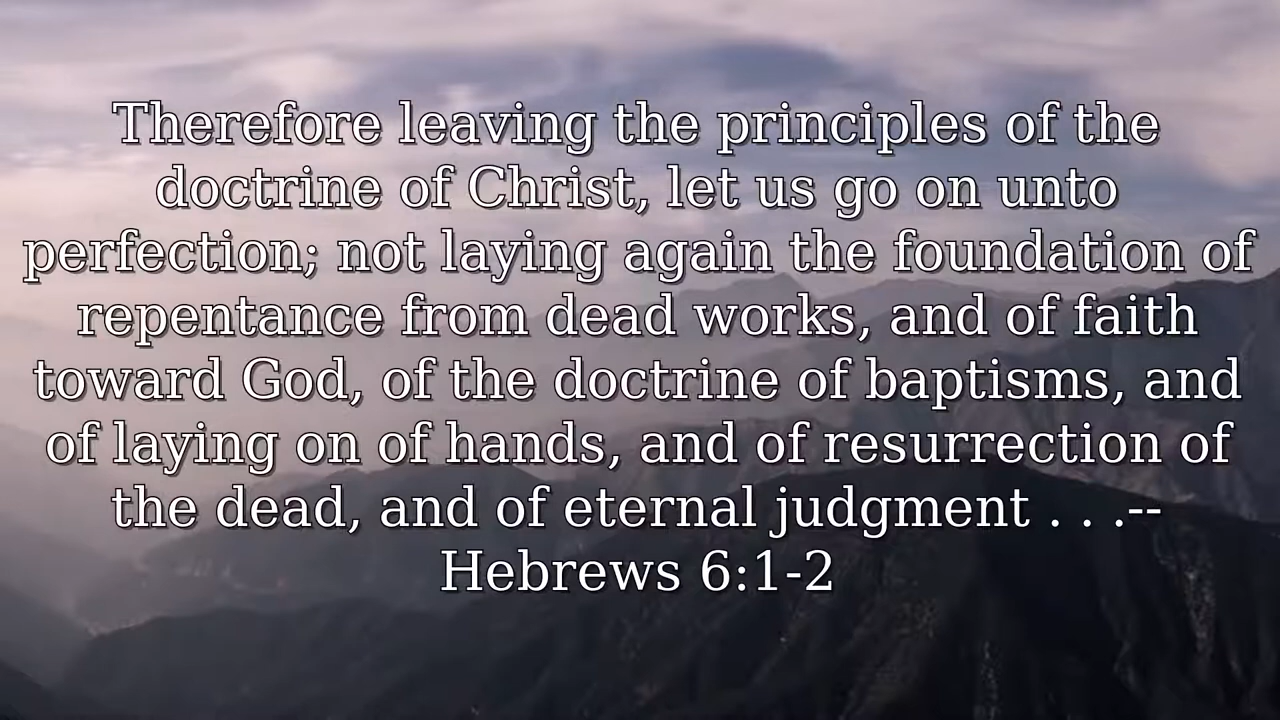 Therefore leaving the principles of the
doctrine of Christ, let us go on unto
perfection; not laying again the foundation of
repentance from dead works, and of faith
toward God, of the doctrine of baptisms, and
of laying on of hands, and of resurrection of
the dead, and of eternal judgment . . .--
Hebrews 6:1-2